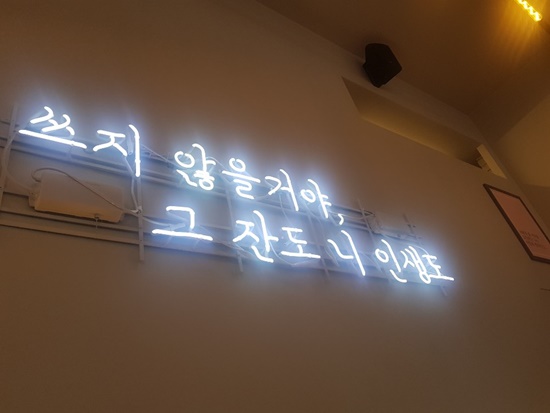 쓰지 않을거야,
그 잔도 니 인생도